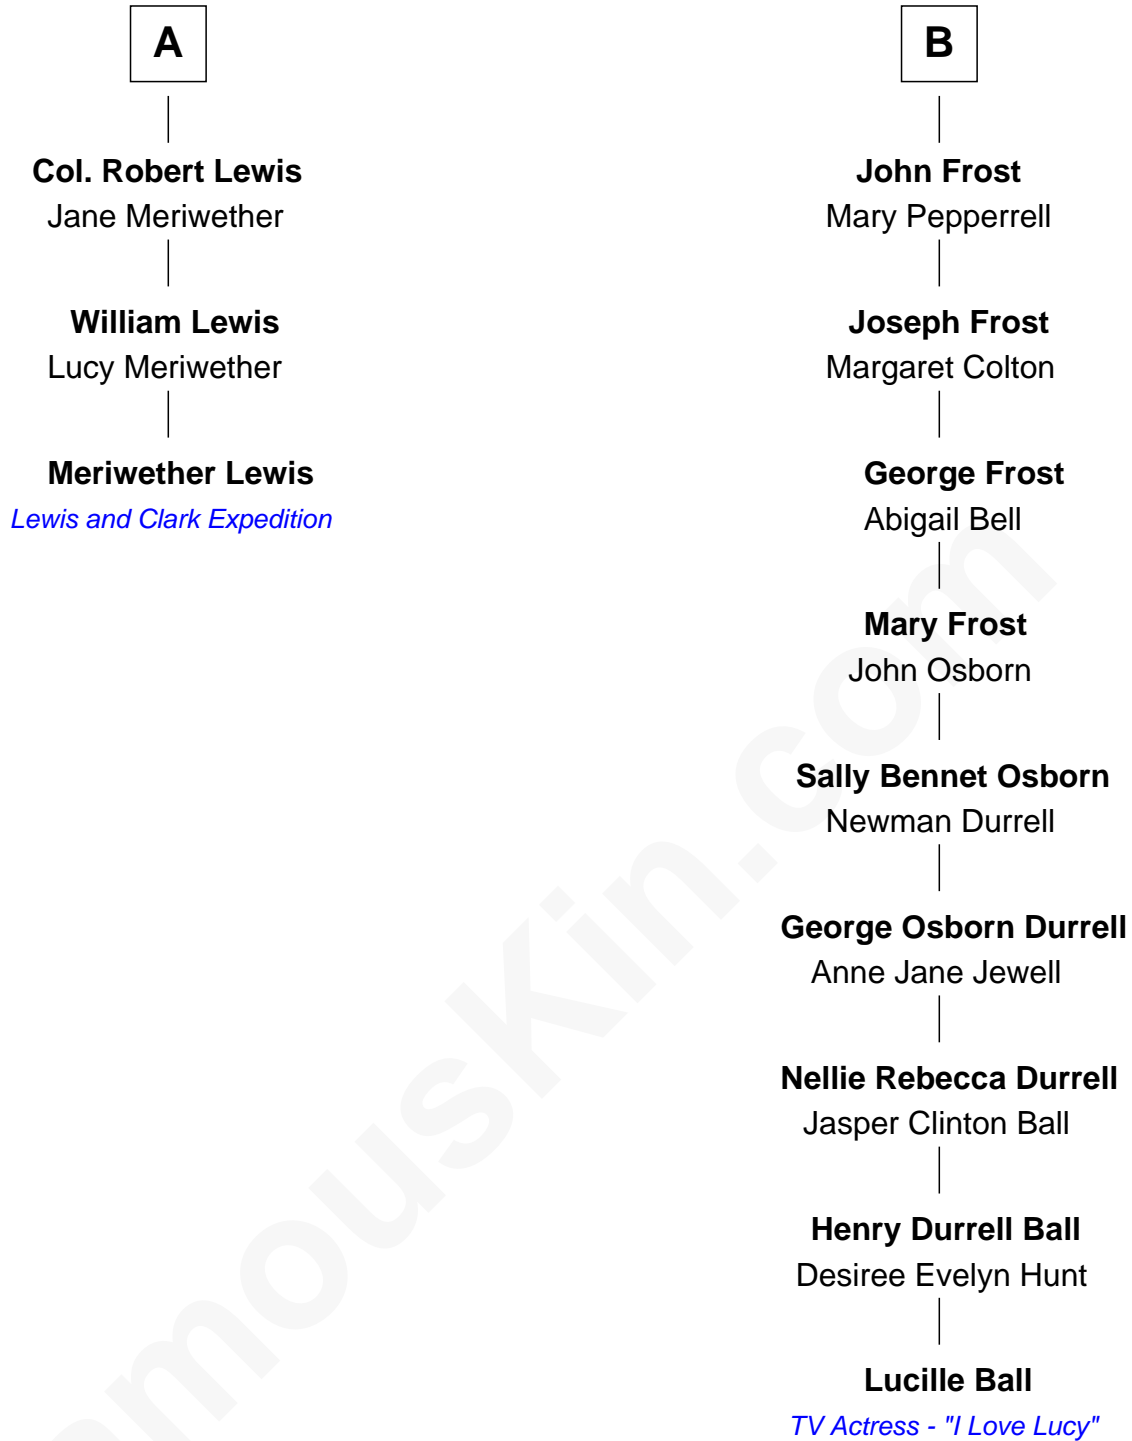 A
Col. Robert Lewis
Jane Meriwether
William Lewis
Lucy Meriwether
Meriwether Lewis
Lewis and Clark Expedition
B
John Frost
Mary Pepperrell
Joseph Frost
Margaret Colton
George Frost
Abigail Bell
Mary Frost
John Osborn
Sally Bennet Osborn
Newman Durrell
George Osborn Durrell
Anne Jane Jewell
Nellie Rebecca Durrell
Jasper Clinton Ball
Henry Durrell Ball
Desiree Evelyn Hunt
Lucille Ball
TV Actress - "I Love Lucy"
amousKin.com